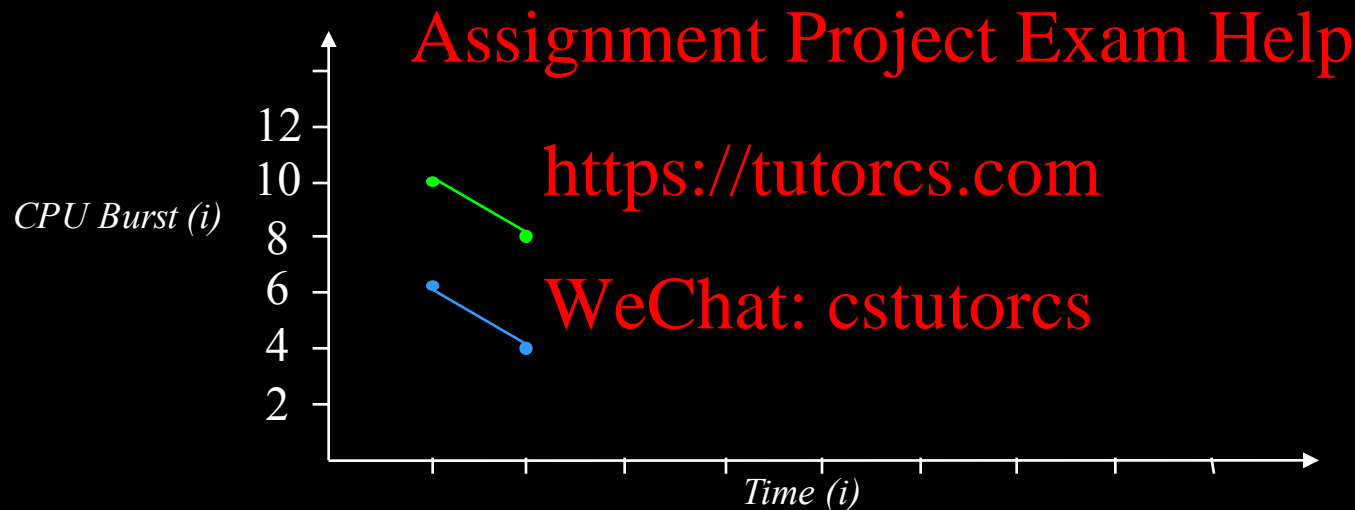 Assignment Project Exam Help
12
https://tutorcs.com
10
CPU Burst (i)
8
6
WeChat: cstutorcs
4
2
Time (i)